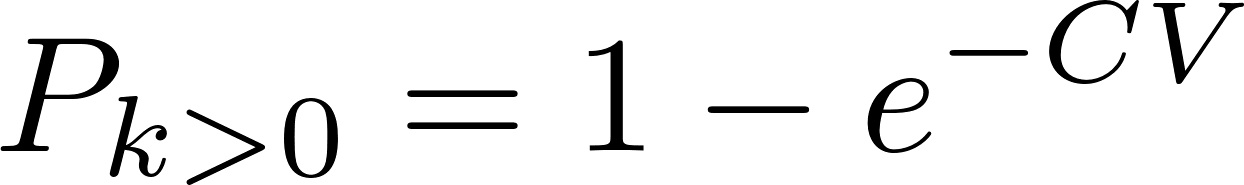 $P_{k>0} = 1 - e^{-CV}$